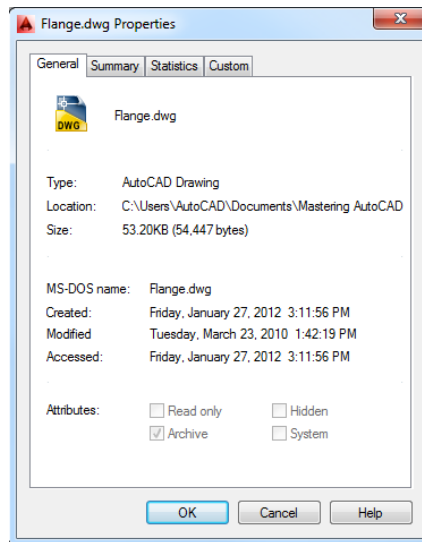 Flange.dwg Properties
General Summary Statistics Custom
DWG
Flange.dwg
Type: AutoCAD Drawing
Location: C:\Users\AutoCAD\Documents\Mastering AutoCAD
Size: 53.20KB (54,447 bytes)
MS-DOS name: Flange.dwg
Created: Friday, January 27, 2012 3:11:56 PM
Modified Tuesday, March 23, 2010 1:42:19 PM
Accessed: Friday, January 27, 2012 3:11:56 PM
Attributes: Read only Hidden
Archive System
OK Cancel Help